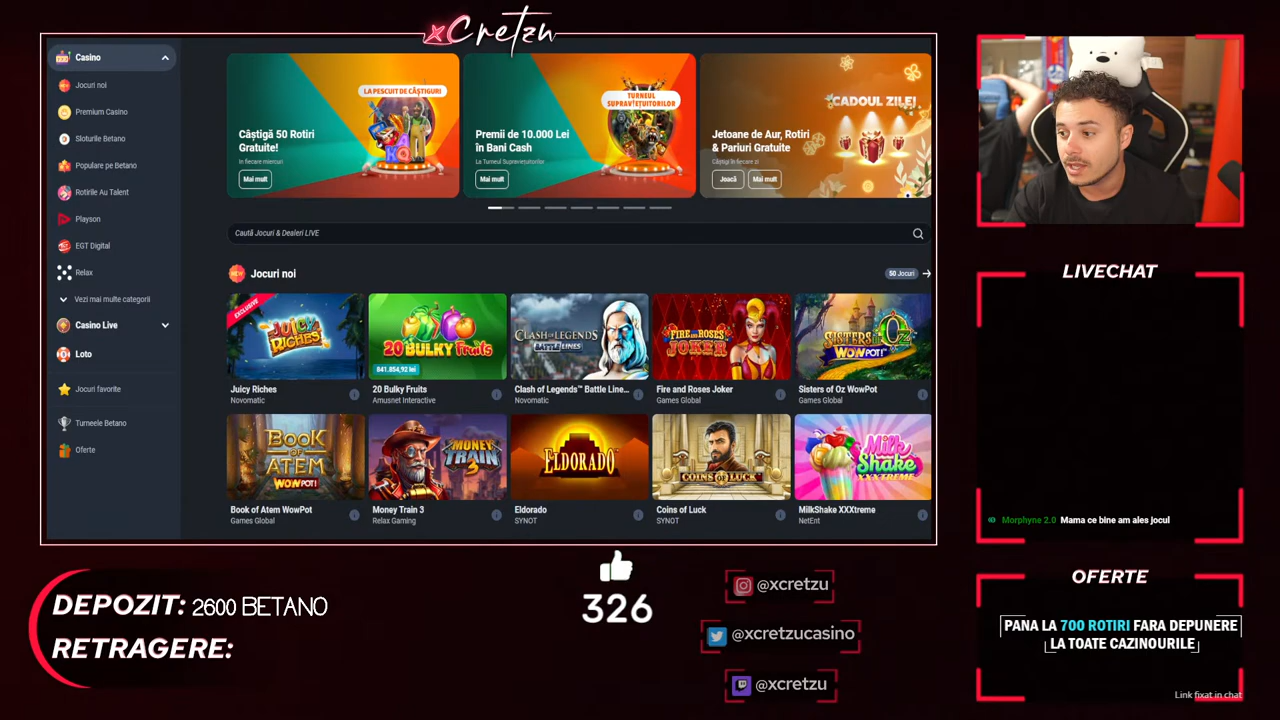 xCretzu
Casino
Jocuri noi
Premium Casino
Sloturile Betano
Populare pe Betano
Rotirile Au Talent
Playson
EGT Digital
Relax
Vezi mai multe categorii
Casino Live
Loto
Jocuri favorite
Turneele Betano
Oferte
LA PESCUIT DE CÂȘTIGURI
Câștigă 50 Rotiri
Gratuite!
În fiecare miercuri
Mai mult
TURNEUL
SUPRAVIEȚUITORILOR
Premii de 10.000 Lei
în Bani Cash
La Turneul Supraviețuitorilor
Mai mult
CADOUL ZILEI
Jetoane de Aur, Rotiri
& Pariuri Gratuite
Câștigi în fiecare zi
Joacă
Mai mult
Caută Jocuri & Dealeri LIVE
NEW
Jocuri noi
50 Jocuri
EXCLUSIVE
JUICY
RICHES
Juicy Riches
Novomatic
20 BULKY Fruits
841.854,92 lei
20 Bulky Fruits
Amusnet Interactive
CLASH OF LEGENDS
BATTLE LINES
Clash of Legends™ Battle Line...
Novomatic
FIRE AND ROSES
JOKER
Fire and Roses Joker
Games Global
SISTERS OF OZ
WOWPOT!
Sisters of Oz WowPot
Games Global
BOOK OF
ATEM
WOWPOT!
Book of Atem WowPot
Games Global
MONEY
TRAIN 3
Money Train 3
Relax Gaming
ELDORADO
Eldorado
SYNOT
COINS OF LUCK
Coins of Luck
SYNOT
Milk
Shake
XXXTREME
MilkShake XXXtreme
NetEnt
LIVECHAT
Morphyne 2.0 Mama ce bine am ales jocul
OFERTE
PANA LA 700 ROTIRI FARA DEPUNERE
LA TOATE CAZINOURILE
Link fixat in chat
DEPOZIT: 2600 BETANO
RETRAGERE:
326
@xcretzu
@xcretzucasino
@xcretzu